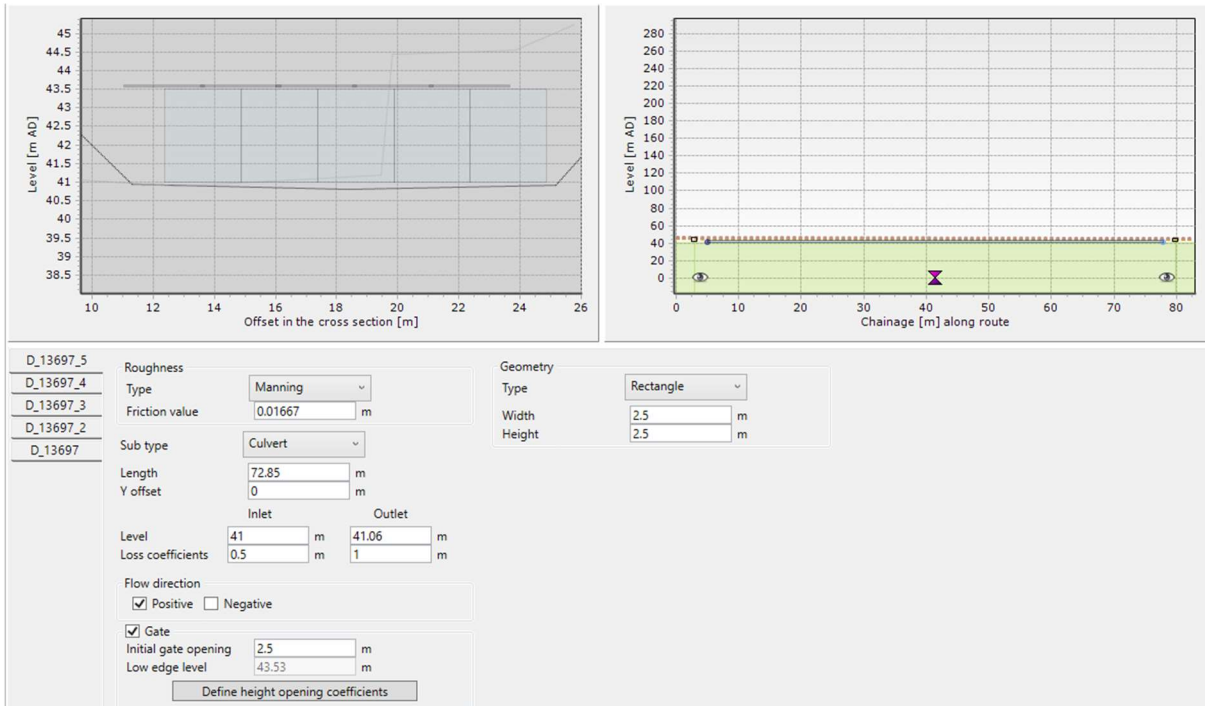 45
44.5
44
43.5
43
42.5
42
41.5
41
40.5
40
39.5
39
38.5
Level [m AD]
10 12 14 16 18 20 22 24 26
Offset in the cross section [m]
280
260
240
220
200
180
160
140
120
100
80
60
40
20
0
Level [m AD]
0 10 20 30 40 50 60 70 80
Chainage [m] along route
D_13697_5
D_13697_4
D_13697_3
D_13697_2
D_13697
Roughness
Type Manning
Friction value 0.01667 m
Sub type Culvert
Length 72.85 m
Y offset 0 m
Inlet Outlet
Level 41 m 41.06 m
Loss coefficients 0.5 m 1 m
Flow direction
Positive Negative
Gate
Initial gate opening 2.5 m
Low edge level 43.53 m
Define height opening coefficients
Geometry
Type Rectangle
Width 2.5 m
Height 2.5 m